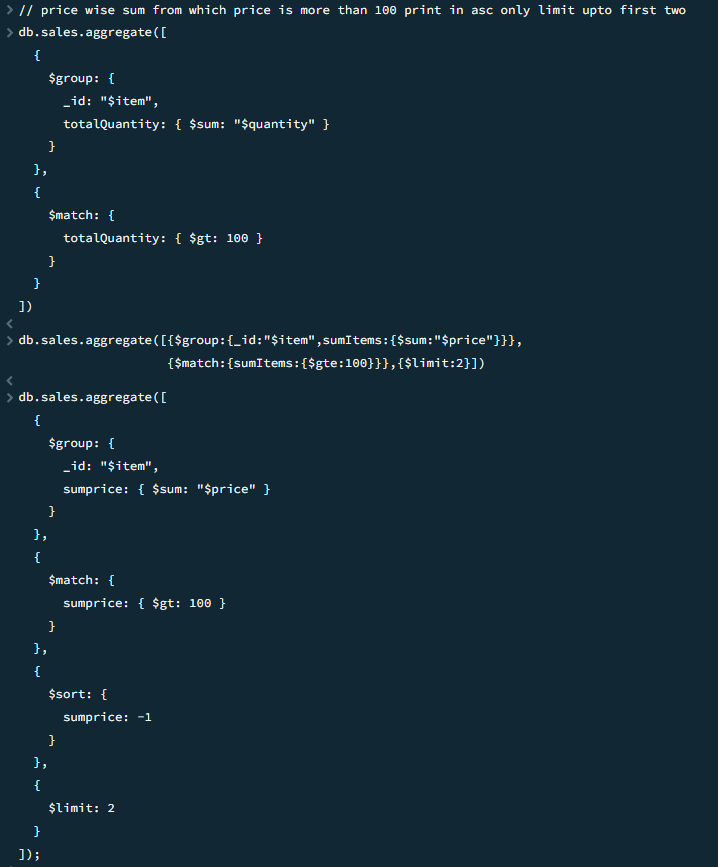 > // price wise sum from which price is more than 100 print in asc only limit upto first two
> db.sales.aggregate([
  {
    $group: {
      _id: "$item",
      totalQuantity: { $sum: "$quantity" }
    }
  },
  {
    $match: {
      totalQuantity: { $gt: 100 }
    }
  }
])
<
> db.sales.aggregate([{$group:{_id:"$item",sumItems:{$sum:"$price"}}},
                    {$match:{sumItems:{$gte:100}}},{$limit:2}])
<
> db.sales.aggregate([
  {
    $group: {
      _id: "$item",
      sumprice: { $sum: "$price" }
    }
  },
  {
    $match: {
      sumprice: { $gt: 100 }
    }
  },
  {
    $sort: {
      sumprice: -1
    }
  },
  {
    $limit: 2
  }
]);